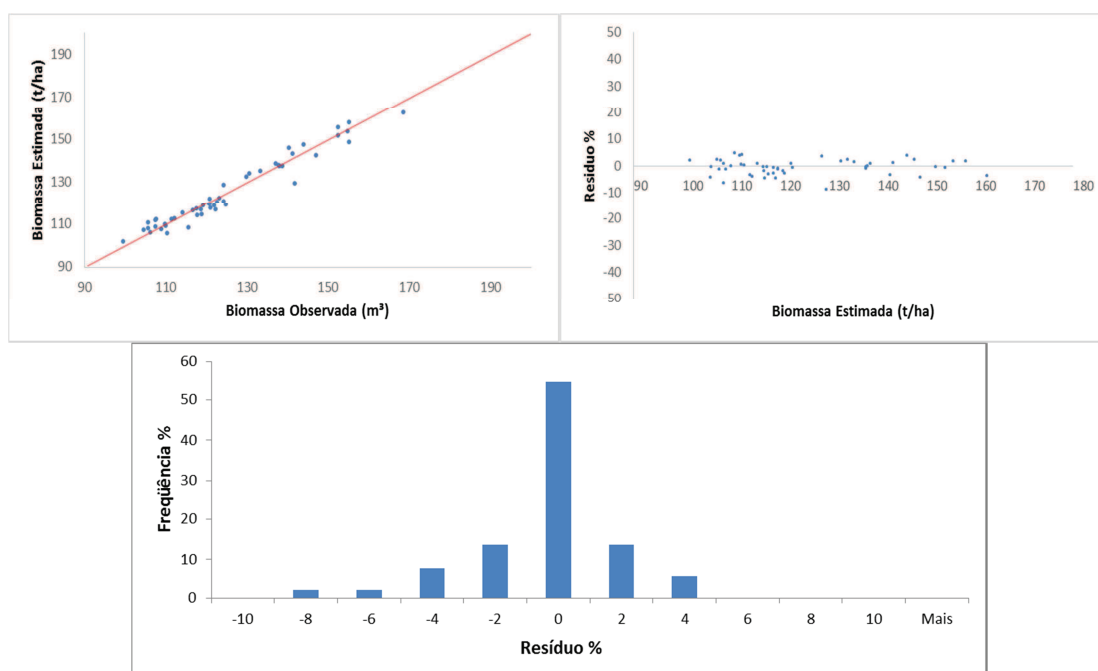 Biomassa Estimada (t/ha)
190
170
150
130
110
90
90 110 130 150 170 190
Biomassa Observada (m³)
Resíduo %
50
40
30
20
10
0
-10
-20
-30
-40
-50
90 100 110 120 130 140 150 160 170 180
Biomassa Estimada (t/ha)
Freqüência %
60
50
40
30
20
10
0
-10 -8 -6 -4 -2 0 2 4 6 8 10 Mais
Resíduo %